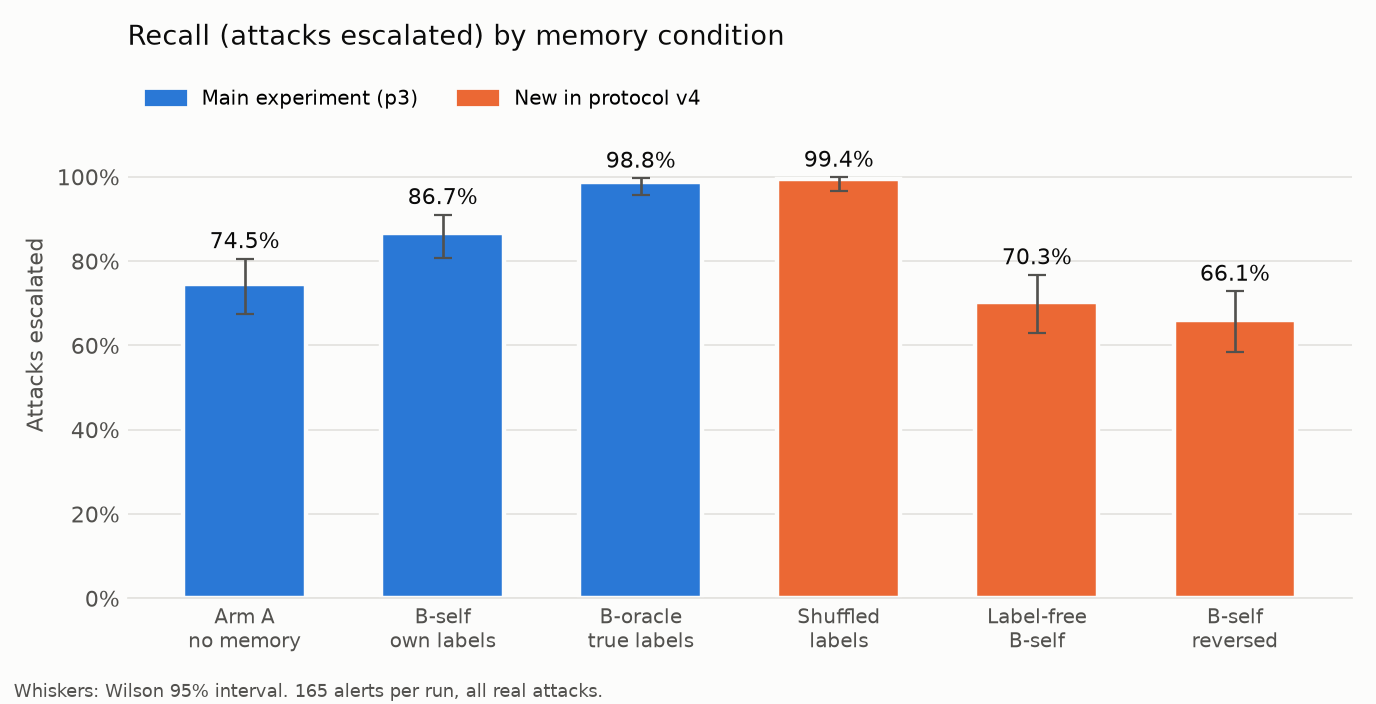 Recall (attacks escalated) by memory condition
Main experiment (p3)
New in protocol v4
Attacks escalated
100%
80%
60%
40%
20%
0%
74.5%
86.7%
98.8%
99.4%
70.3%
66.1%
Arm A
no memory
B-self
own labels
B-oracle
true labels
Shuffled
labels
Label-free
B-self
B-self
reversed
Whiskers: Wilson 95% interval. 165 alerts per run, all real attacks.